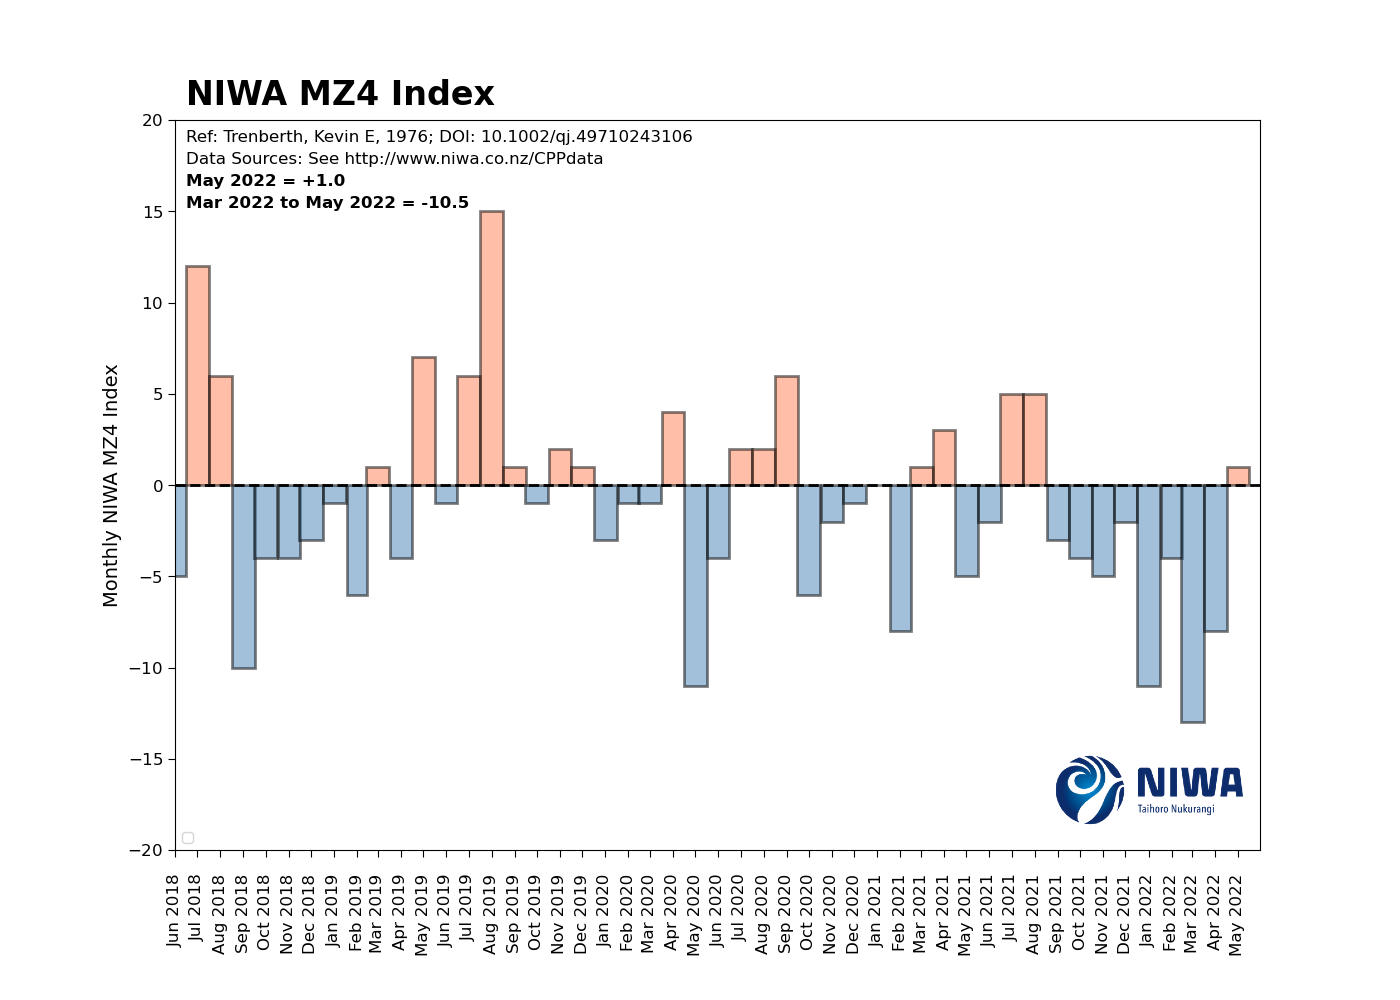 NIWA MZ4 Index
Ref: Trenberth, Kevin E, 1976; DOI: 10.1002/qj.49710243106
Data Sources: See http://www.niwa.co.nz/CPPdata
May 2022 = +1.0
Mar 2022 to May 2022 = -10.5
Monthly NIWA MZ4 Index
20
15
10
5
0
−5
−10
−15
−20
NIWA
Taihoro Nukurangi
Jun 2018
Jul 2018
Aug 2018
Sep 2018
Oct 2018
Nov 2018
Dec 2018
Jan 2019
Feb 2019
Mar 2019
Apr 2019
May 2019
Jun 2019
Jul 2019
Aug 2019
Sep 2019
Oct 2019
Nov 2019
Dec 2019
Jan 2020
Feb 2020
Mar 2020
Apr 2020
May 2020
Jun 2020
Jul 2020
Aug 2020
Sep 2020
Oct 2020
Nov 2020
Dec 2020
Jan 2021
Feb 2021
Mar 2021
Apr 2021
May 2021
Jun 2021
Jul 2021
Aug 2021
Sep 2021
Oct 2021
Nov 2021
Dec 2021
Jan 2022
Feb 2022
Mar 2022
Apr 2022
May 2022